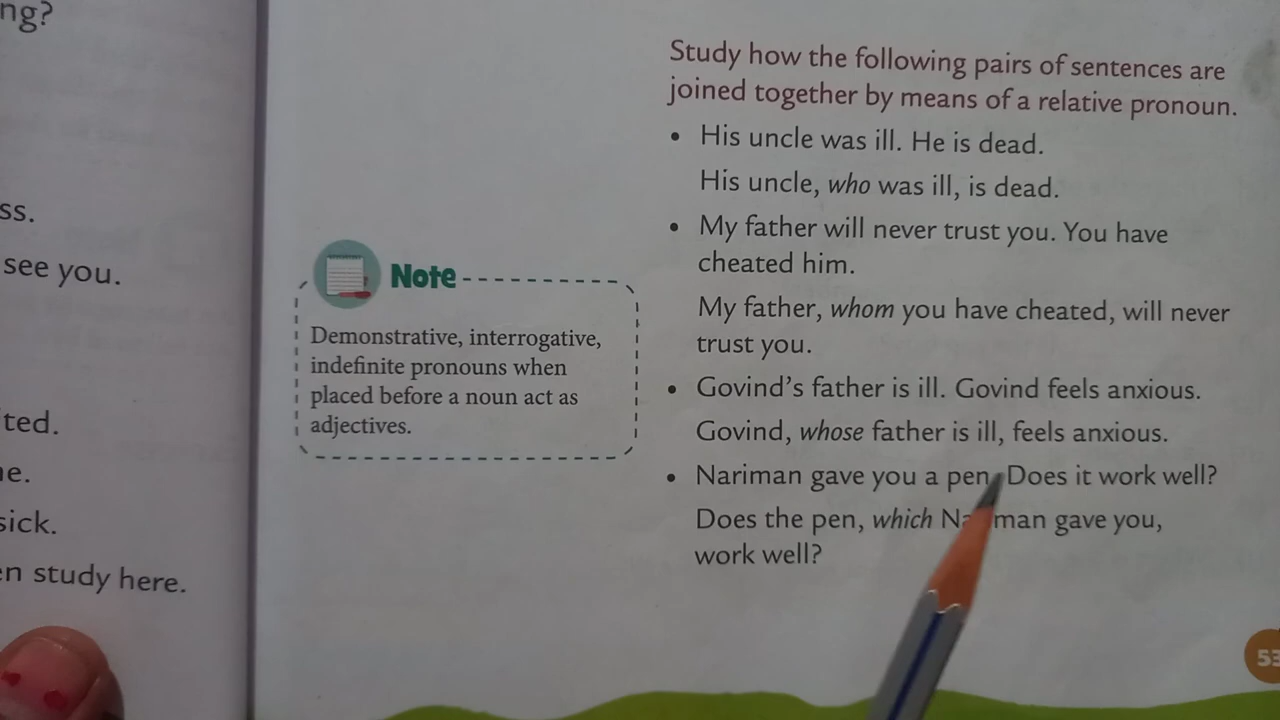 ng?
ss.
see you.
ted.
e.
sick.
en study here.
Note
Demonstrative, interrogative,
indefinite pronouns when
placed before a noun act as
adjectives.
Study how the following pairs of sentences are
joined together by means of a relative pronoun.
• His uncle was ill. He is dead.
His uncle, who was ill, is dead.
• My father will never trust you. You have
cheated him.
My father, whom you have cheated, will never
trust you.
• Govind's father is ill. Govind feels anxious.
Govind, whose father is ill, feels anxious.
• Nariman gave you a pen. Does it work well?
Does the pen, which Nariman gave you,
work well?
53